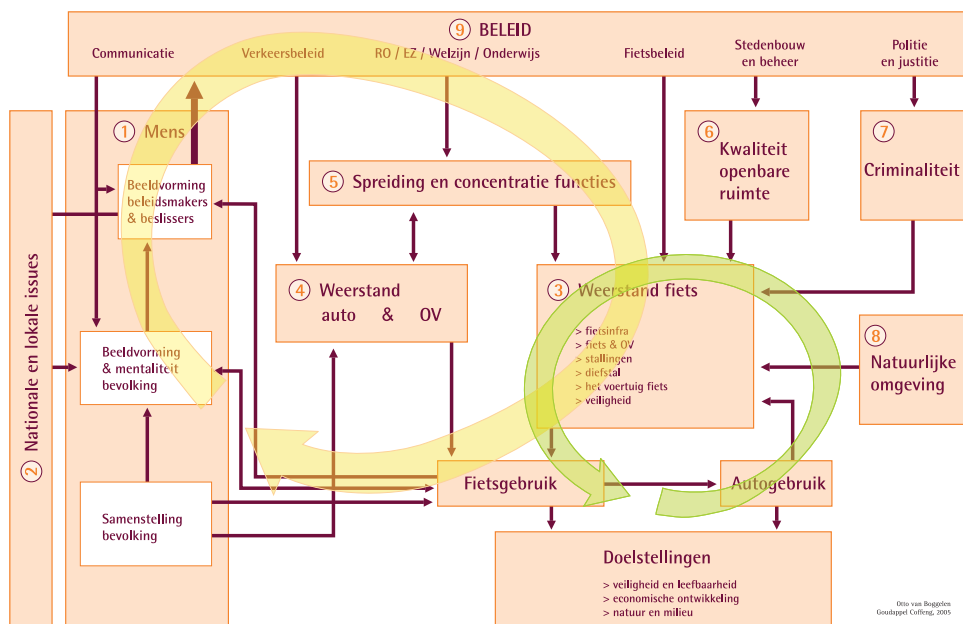 9 BELEID
Communicatie
Verkeersbeleid
RO / EZ / Welzijn / Onderwijs
Fietsbeleid
Stedenbouw
en beheer
Politie
en justitie
2 Nationale en lokale issues
1 Mens
Beeldvorming
beleidsmakers
& beslissers
Beeldvorming
& mentaliteit
bevolking
Samenstelling
bevolking
5 Spreiding en concentratie functies
4 Weerstand
auto & OV
3 Weerstand fiets
> fietsinfra
> fiets & OV
> stallingen
> diefstal
> het voertuig fiets
> veiligheid
6 Kwaliteit
openbare
ruimte
7
Criminaliteit
8
Natuurlijke
omgeving
Fietsgebruik
Autogebruik
Doelstellingen
> veiligheid en leefbaarheid
> economische ontwikkeling
> natuur en milieu
Otto van Boggelen
Goudappel Coffeng, 2005